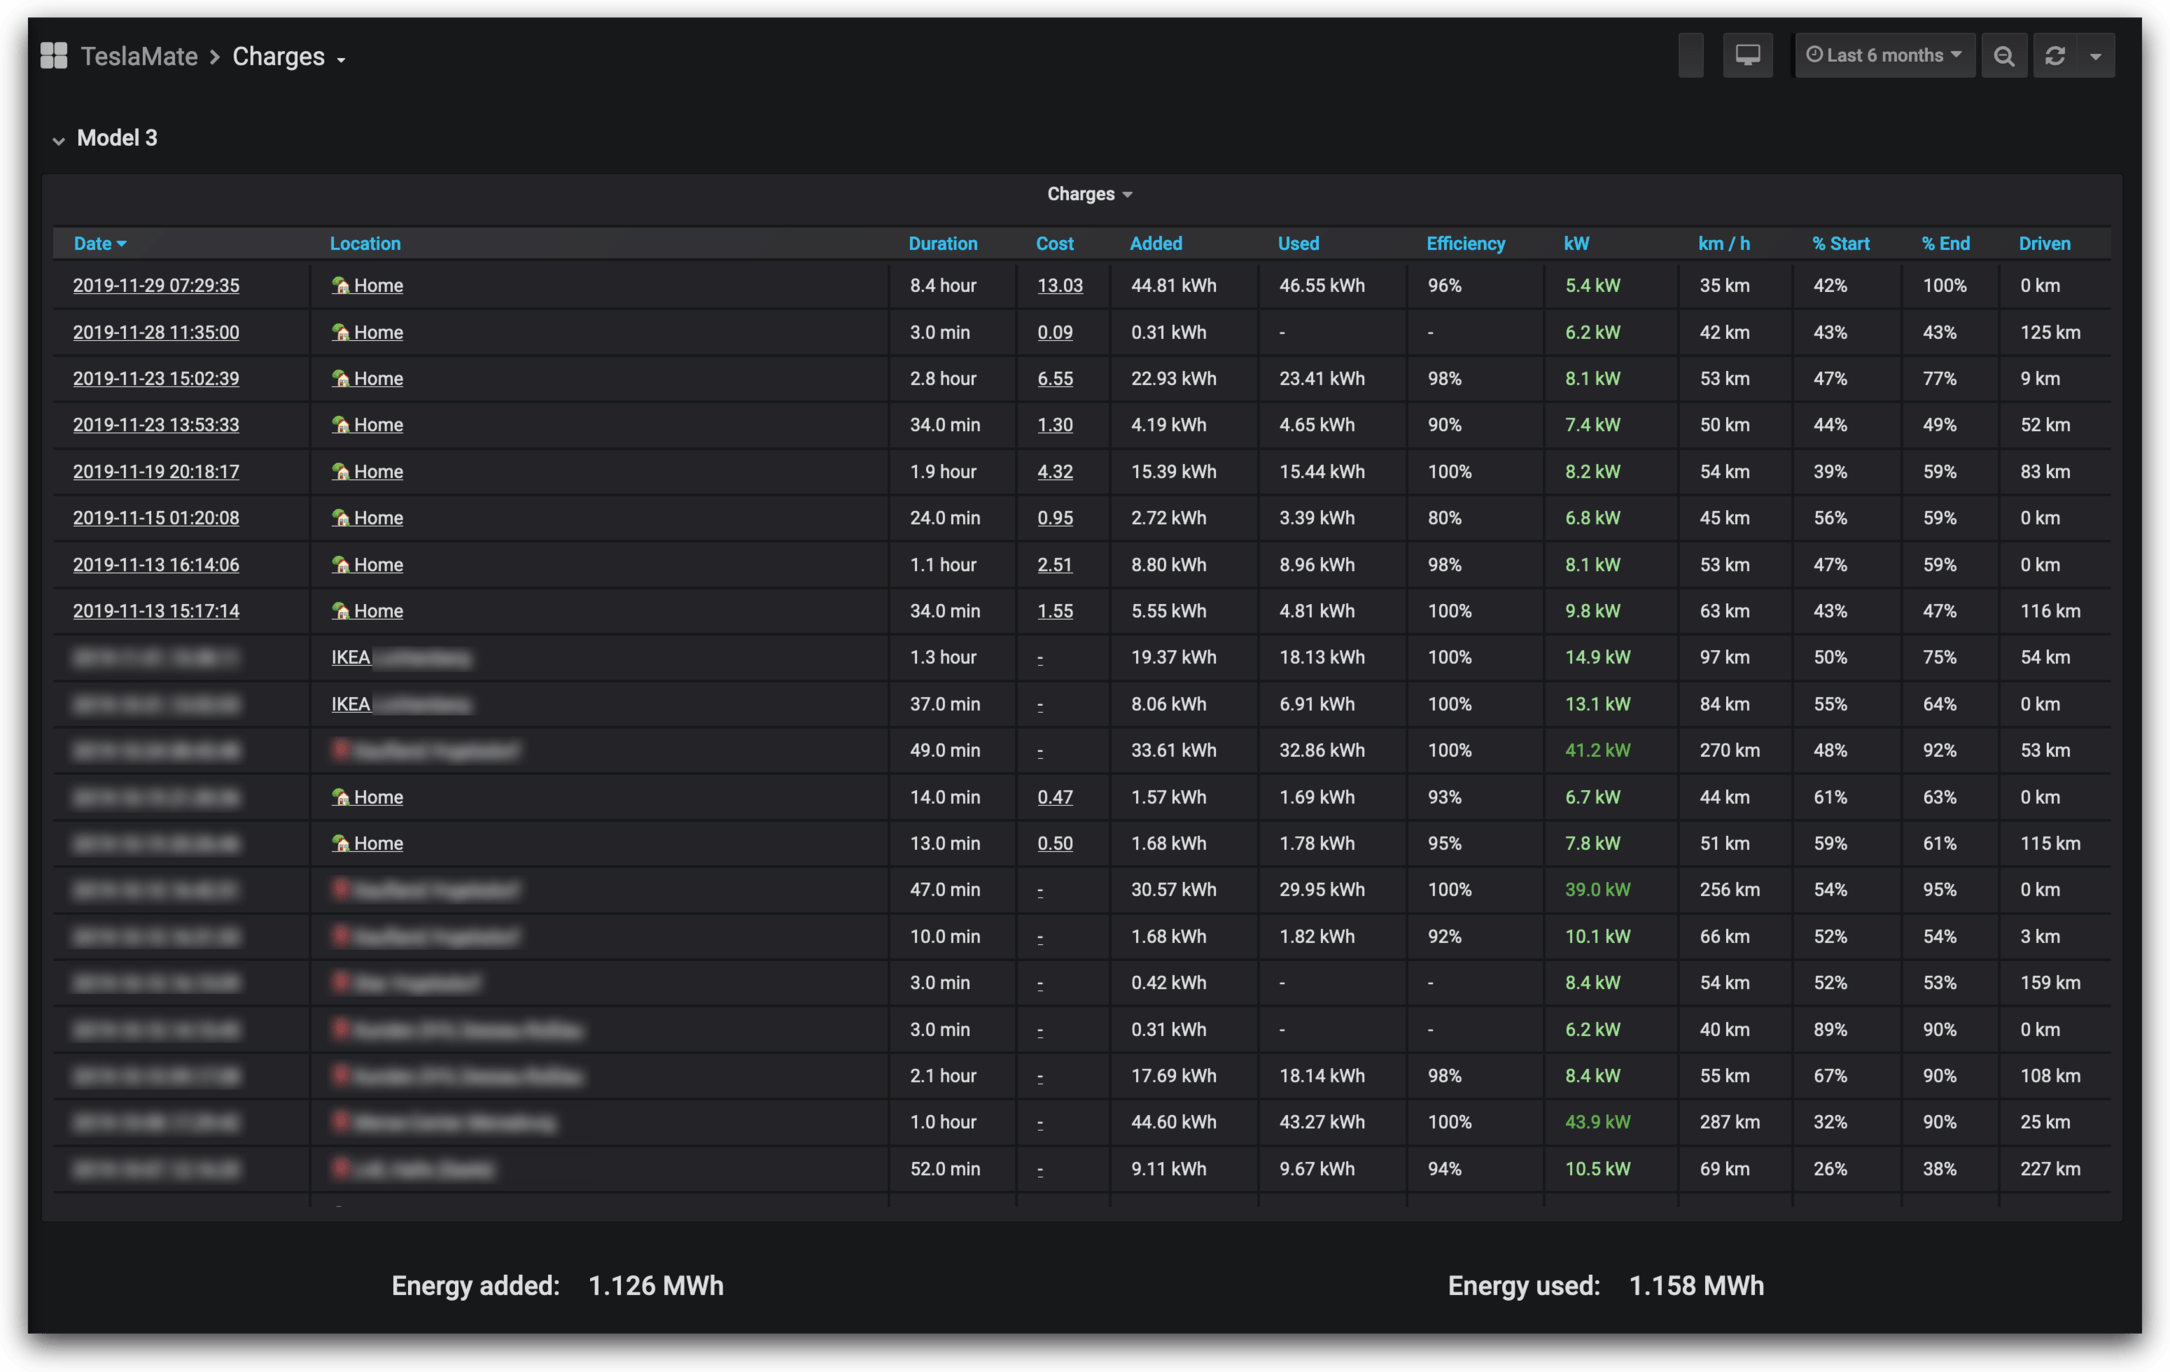 TeslaMate > Charges
Last 6 months
Model 3
Charges
Date Location Duration Cost Added Used Efficiency kW km / h % Start % End Driven
2019-11-29 07:29:35 Home 8.4 hour 13.03 44.81 kWh 46.55 kWh 96% 5.4 kW 35 km 42% 100% 0 km
2019-11-28 11:35:00 Home 3.0 min 0.09 0.31 kWh - - 6.2 kW 42 km 43% 43% 125 km
2019-11-23 15:02:39 Home 2.8 hour 6.55 22.93 kWh 23.41 kWh 98% 8.1 kW 53 km 47% 77% 9 km
2019-11-23 13:53:33 Home 34.0 min 1.30 4.19 kWh 4.65 kWh 90% 7.4 kW 50 km 44% 49% 52 km
2019-11-19 20:18:17 Home 1.9 hour 4.32 15.39 kWh 15.44 kWh 100% 8.2 kW 54 km 39% 59% 83 km
2019-11-15 01:20:08 Home 24.0 min 0.95 2.72 kWh 3.39 kWh 80% 6.8 kW 45 km 56% 59% 0 km
2019-11-13 16:14:06 Home 1.1 hour 2.51 8.80 kWh 8.96 kWh 98% 8.1 kW 53 km 47% 59% 0 km
2019-11-13 15:17:14 Home 34.0 min 1.55 5.55 kWh 4.81 kWh 100% 9.8 kW 63 km 43% 47% 116 km
IKEA 1.3 hour - 19.37 kWh 18.13 kWh 100% 14.9 kW 97 km 50% 75% 54 km
IKEA 37.0 min - 8.06 kWh 6.91 kWh 100% 13.1 kW 84 km 55% 64% 0 km
49.0 min - 33.61 kWh 32.86 kWh 100% 41.2 kW 270 km 48% 92% 53 km
Home 14.0 min 0.47 1.57 kWh 1.69 kWh 93% 6.7 kW 44 km 61% 63% 0 km
Home 13.0 min 0.50 1.68 kWh 1.78 kWh 95% 7.8 kW 51 km 59% 61% 115 km
47.0 min - 30.57 kWh 29.95 kWh 100% 39.0 kW 256 km 54% 95% 0 km
10.0 min - 1.68 kWh 1.82 kWh 92% 10.1 kW 66 km 52% 54% 3 km
3.0 min - 0.42 kWh - - 8.4 kW 54 km 52% 53% 159 km
3.0 min - 0.31 kWh - - 6.2 kW 40 km 89% 90% 0 km
2.1 hour - 17.69 kWh 18.14 kWh 98% 8.4 kW 55 km 67% 90% 108 km
1.0 hour - 44.60 kWh 43.27 kWh 100% 43.9 kW 287 km 32% 90% 25 km
52.0 min - 9.11 kWh 9.67 kWh 94% 10.5 kW 69 km 26% 38% 227 km
Energy added: 1.126 MWh Energy used: 1.158 MWh